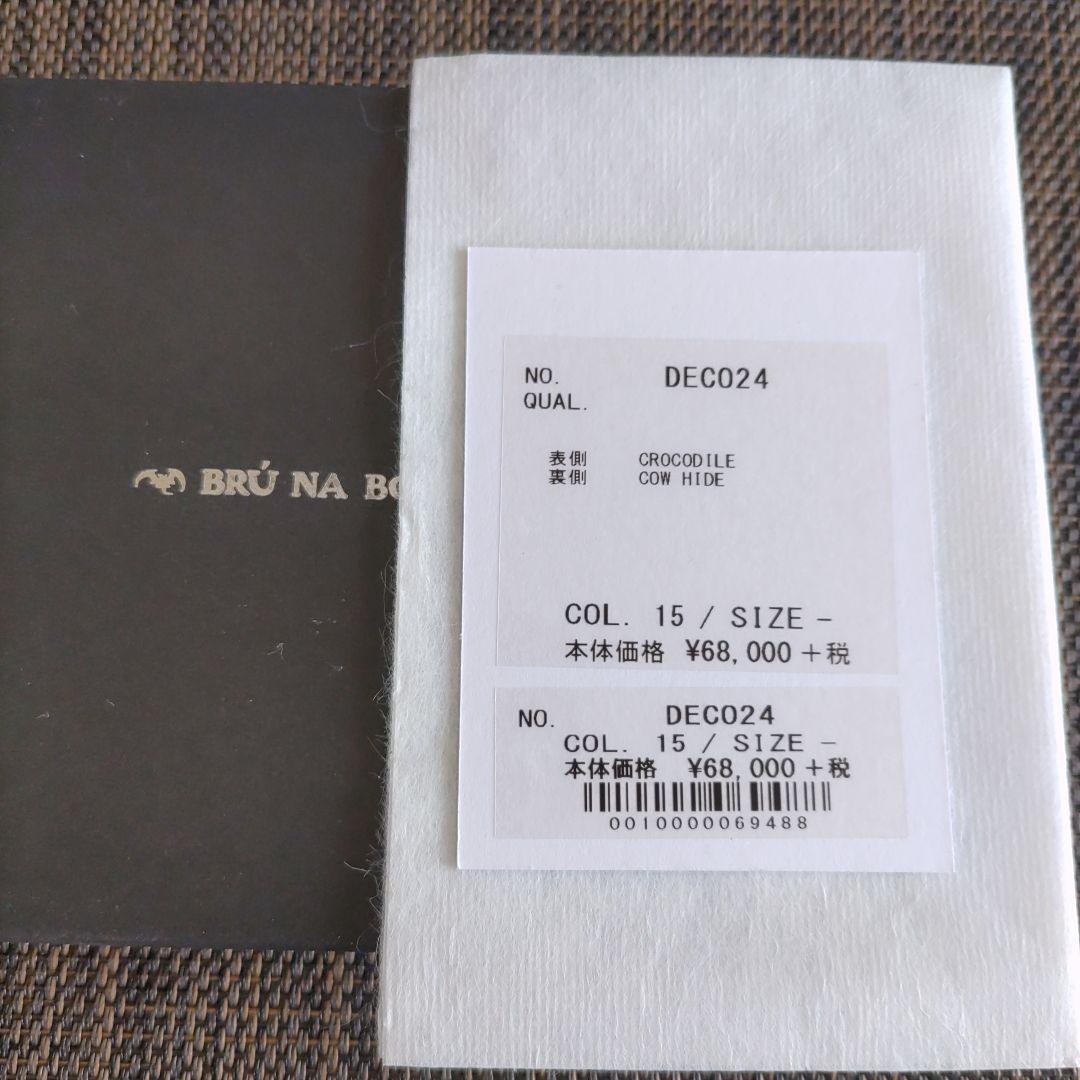 BRÚ NA
NO. DEC024
QUAL.
表側 CROCODILE
裏側 COW HIDE
COL. 15 / SIZE -
本体価格 ¥68,000 +税
NO. DEC024
COL. 15 / SIZE -
本体価格 ¥68,000 +税
0010000069488